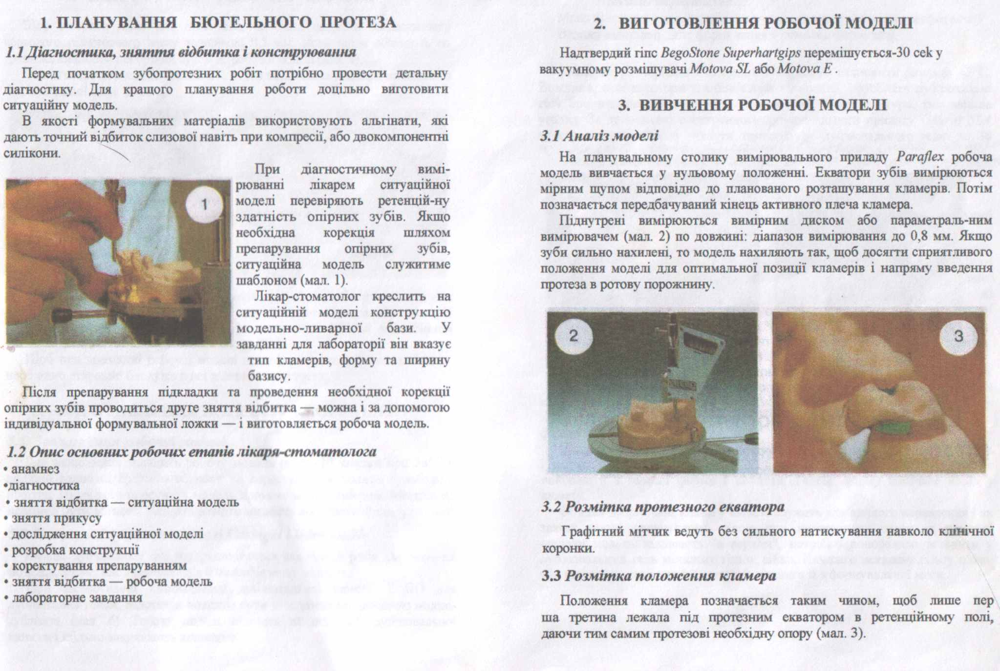 1. ПЛАНУВАННЯ БЮГЕЛЬНОГО ПРОТЕЗА
1.1 Діагностика, зняття відбитка і конструювання
Перед початком зубопротезних робіт потрібно провести детальну
діагностику. Для кращого планування роботи доцільно виготовити
ситуаційну модель.
В якості формувальних матеріалів використовують альгінати, які
дають точний відбиток слизової навіть при компресії, або двокомпонентні
силікони.
1
При діагностичному вимі-
рюванні лікарем ситуаційної
моделі перевіряють ретенцій-ну
здатність опірних зубів. Якщо
необхідна корекція шляхом
препарування опірних зубів,
ситуаційна модель служитиме
шаблоном (мал. 1).
Лікар-стоматолог креслить на
ситуаційній моделі конструкцію
модельно-ливарної бази. У
завданні для лабораторії він вказує
тип кламерів, форму та ширину
базису.
Після препарування підкладки та проведення необхідної корекції
опірних зубів проводиться друге зняття відбитка — можна і за допомогою
індивідуальної формувальної ложки — і виготовляється робоча модель.
1.2 Опис основних робочих етапів лікаря-стоматолога
• анамнез
•діагностика
• зняття відбитка — ситуаційна модель
• зняття прикусу
• дослідження ситуаційної моделі
• розробка конструкції
• коректування препаруванням
• зняття відбитка — робоча модель
• лабораторне завдання
2. ВИГОТОВЛЕННЯ РОБОЧОЇ МОДЕЛІ
Надтвердий гіпс BegoStone Superhartgips перемішується-30 cek у
вакуумному розмішувачі Motova SL або Motova E .
3. ВИВЧЕННЯ РОБОЧОЇ МОДЕЛІ
3.1 Аналіз моделі
На планувальному столику вимірювального приладу Paraflex робоча
модель вивчається у нульовому положенні. Екватори зубів вимірюються
мірним щупом відповідно до планованого розташування кламерів. Потім
позначається передбачуваний кінець активного плеча кламера.
Піднутрені вимірюються вимірним диском або параметраль-ним
вимірювачем (мал. 2) по довжині: діапазон вимірювання до 0,8 мм. Якщо
зуби сильно нахилені, то модель нахиляють так, щоб досягти сприятливого
положення моделі для оптимальної позиції кламерів і напряму введення
протеза в ротову порожнину.
2
3
3.2 Розмітка протезного екватора
Графітний мітчик ведуть без сильного натискування навколо клінічної
коронки.
3.3 Розмітка положення кламера
Положення кламера позначається таким чином, щоб лише пер
ша третина лежала під протезним екватором в ретенційному полі,
даючи тим самим протезові необхідну опору (мал. 3).